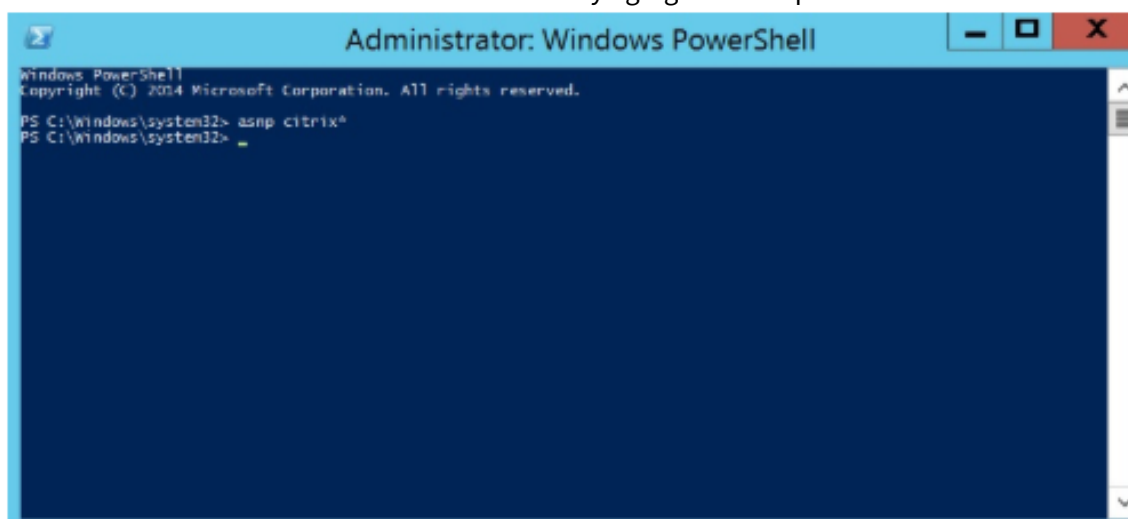 Administrator: Windows PowerShell
Windows PowerShell
Copyright (C) 2014 Microsoft Corporation. All rights reserved.
PS C:\Windows\system32> asnp citrix*
PS C:\Windows\system32> _